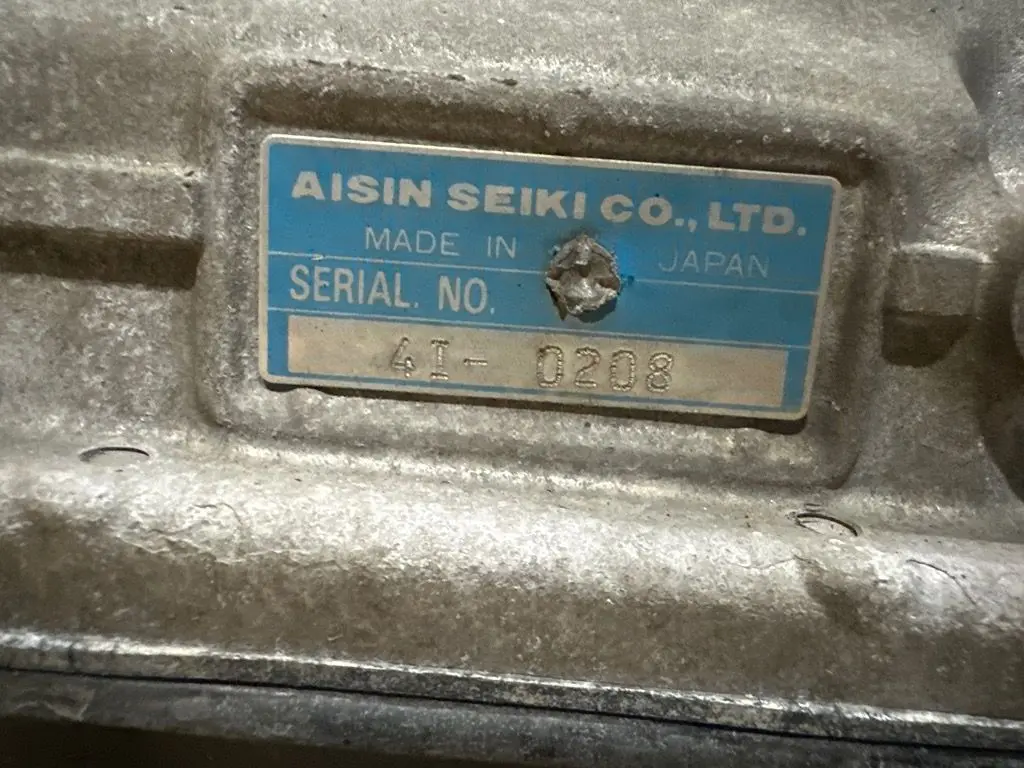 AISIN SEIKI CO., LTD.
MADE IN JAPAN
SERIAL. NO.
4I- 0208